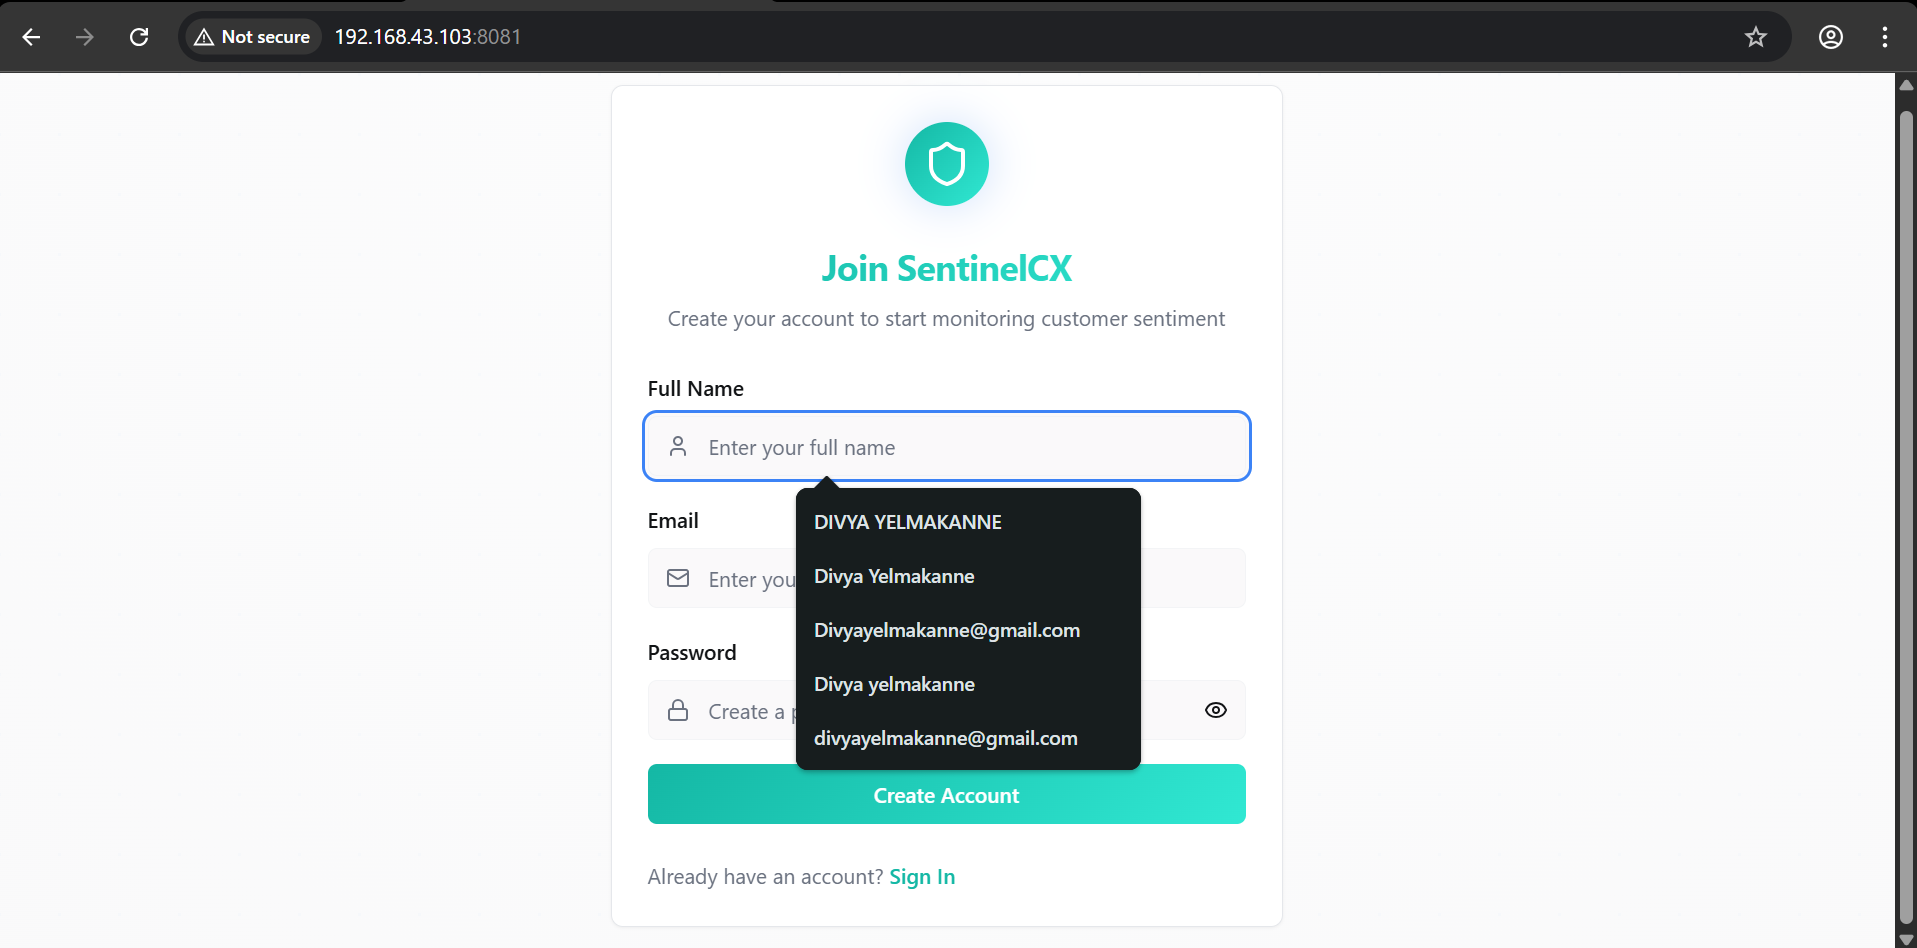 Not secure
192.168.43.103:8081
Join SentinelCX
Create your account to start monitoring customer sentiment
Full Name
Enter your full name
DIVYA YELMAKANNE
Divya Yelmakanne
Divyayelmakanne@gmail.com
Divya yelmakanne
divyayelmakanne@gmail.com
Email
Enter you
Password
Create a
Create Account
Already have an account? Sign In